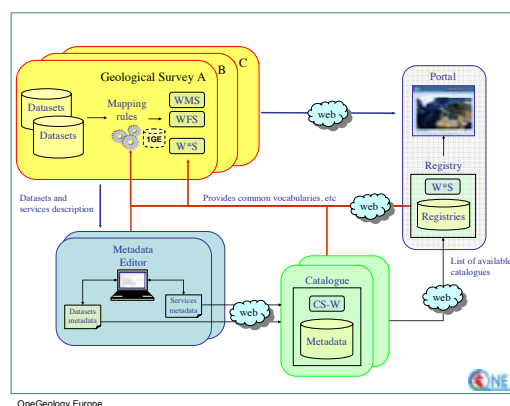 C
B
Geological Survey A
Datasets
Datasets
Mapping
rules
1GE
WMS
WFS
W*S
web
Portal
Registry
W*S
Registries
Datasets and
services description
Provides common vocabularies, etc
web
List of available
catalogues
Metadata
Editor
Datasets
metadata
Services
metadata
web
Catalogue
CS-W
Metadata
web
ONE
OneGeology Europe